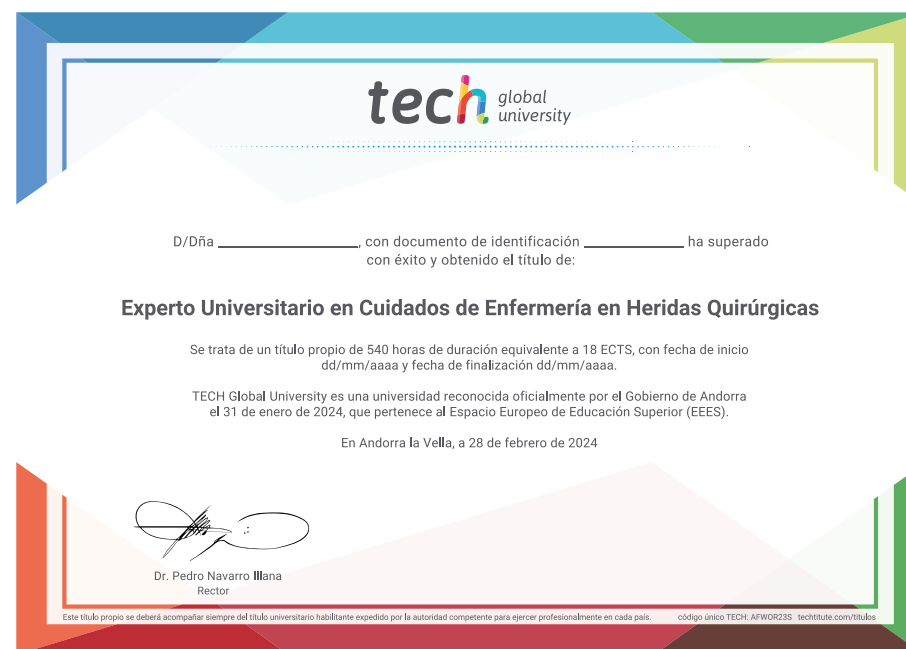 tech global university
D/Dña ____________, con documento de identificación ____________ ha superado
con éxito y obtenido el título de:
Experto Universitario en Cuidados de Enfermería en Heridas Quirúrgicas
Se trata de un título propio de 540 horas de duración equivalente a 18 ECTS, con fecha de inicio
dd/mm/aaaa y fecha de finalización dd/mm/aaaa.
TECH Global University es una universidad reconocida oficialmente por el Gobierno de Andorra
el 31 de enero de 2024, que pertenece al Espacio Europeo de Educación Superior (EEES).
En Andorra la Vella, a 28 de febrero de 2024
Dr. Pedro Navarro Illana
Rector
Este título propio se deberá acompañar siempre del título universitario habilitante expedido por la autoridad competente para ejercer profesionalmente en cada país. código único TECH: AFWOR23S techtitute.com/titulos